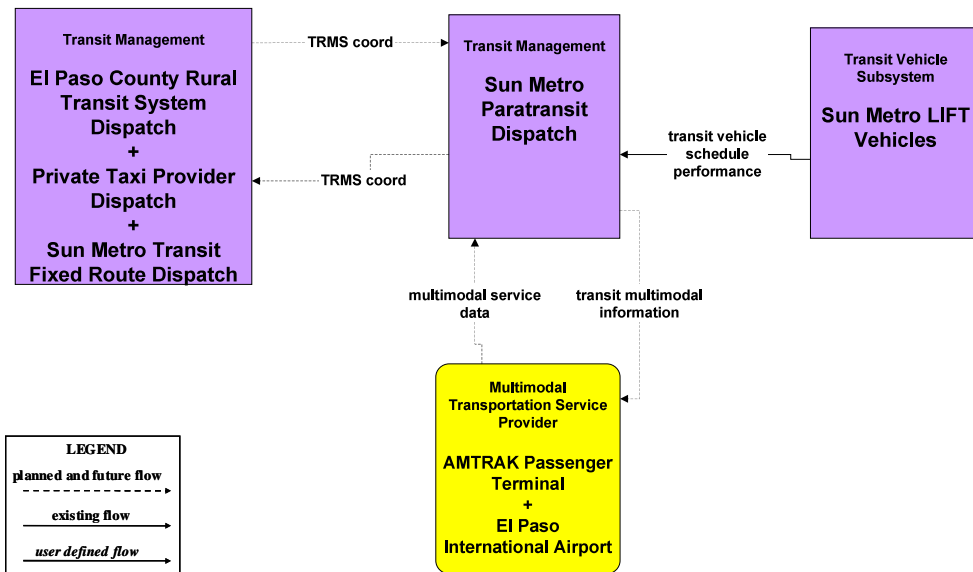 Transit Management
El Paso County Rural
Transit System
Dispatch
+
Private Taxi Provider
Dispatch
+
Sun Metro Transit
Fixed Route Dispatch
TRMS coord
TRMS coord
Transit Management
Sun Metro
Paratransit
Dispatch
transit vehicle
schedule
performance
Transit Vehicle
Subsystem
Sun Metro LIFT
Vehicles
multimodal service
data
transit multimodal
information
Multimodal
Transportation Service
Provider
AMTRAK Passenger
Terminal
+
El Paso
International Airport
LEGEND
planned and future flow
existing flow
user defined flow